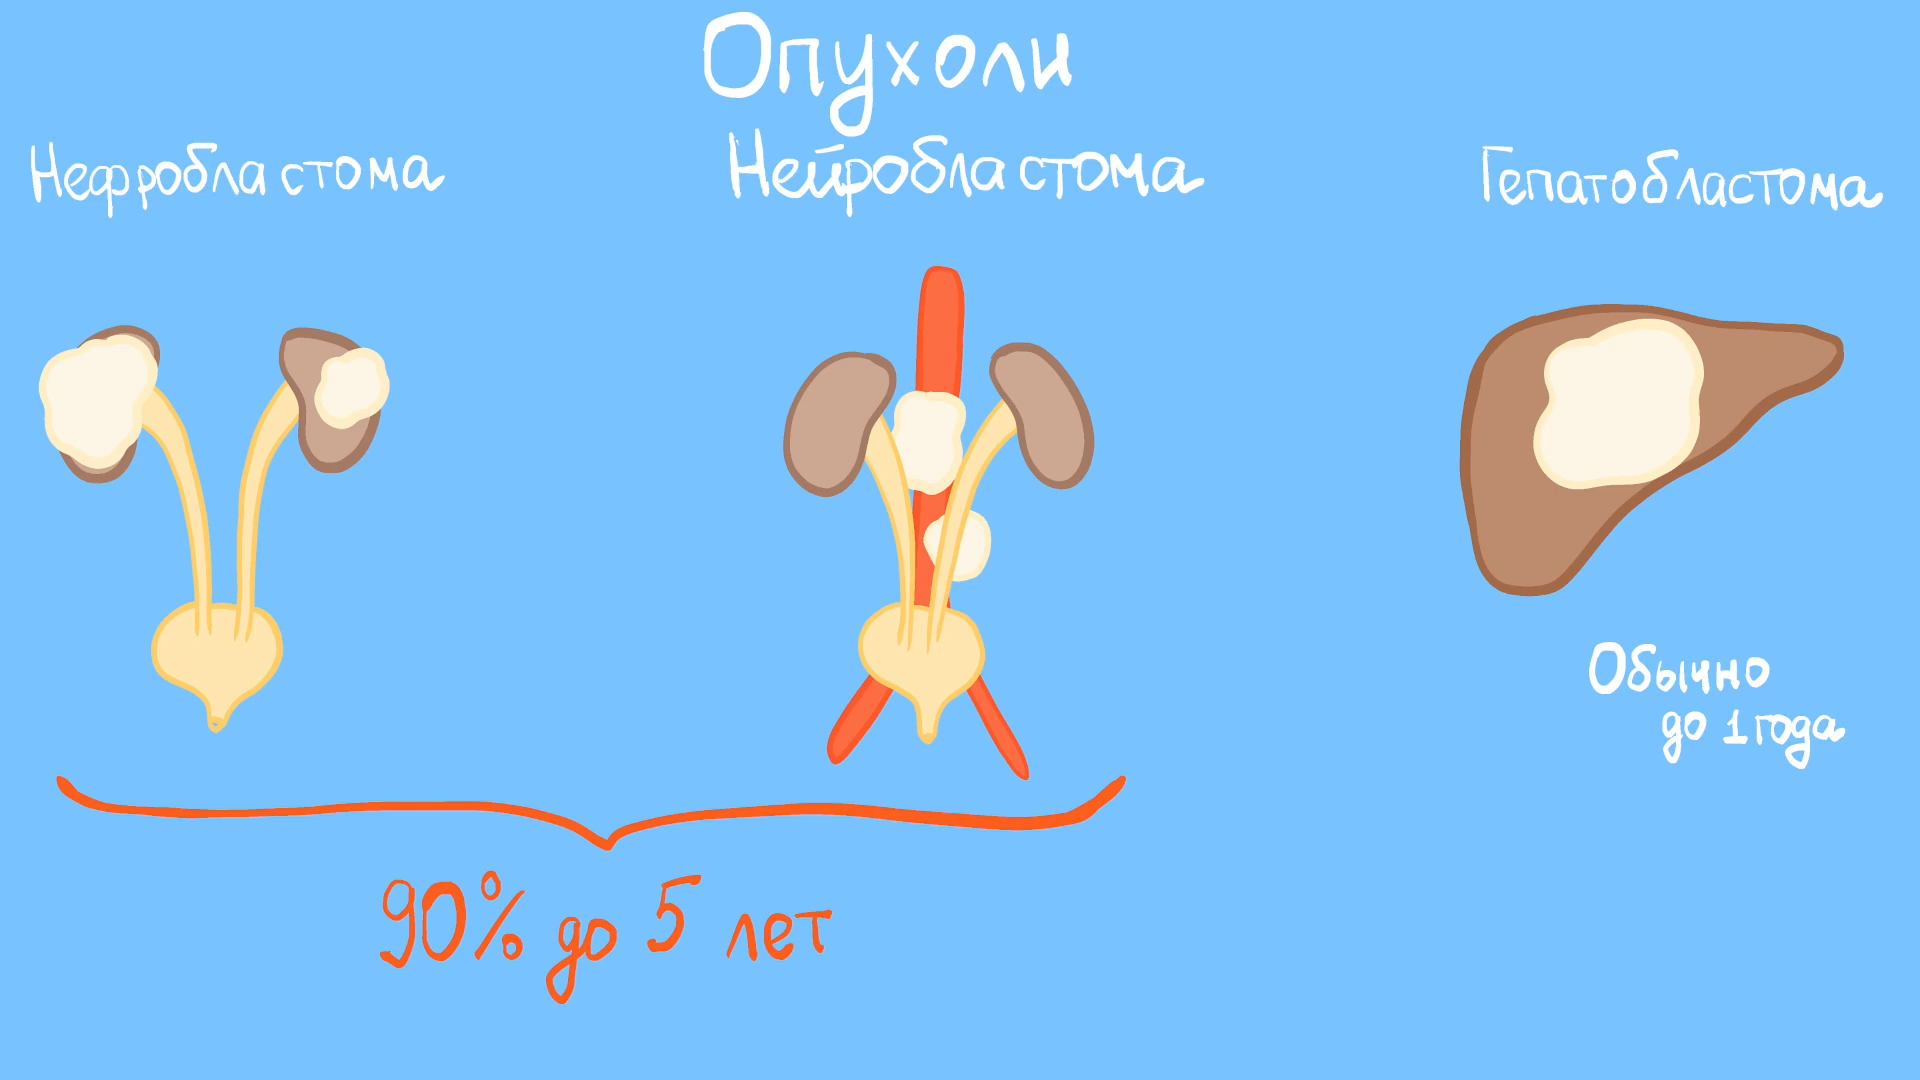 Опухоли
Нефробластома
Нейробластома
Гепатобластома
Обычно
до 1 года
90% до 5 лет